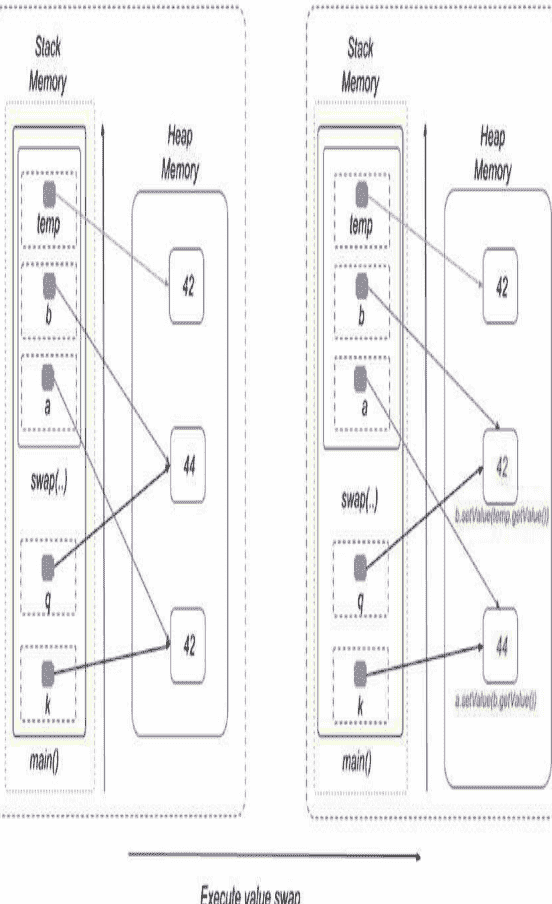 Stack
Memory
Heap
Memory
temp
42
b
a
44
swap(..)
q
42
k
main()
Stack
Memory
Heap
Memory
temp
42
b
a
42
swap(..)
b.setValue(temp.getValue())
q
44
k
a.setValue(b.getValue())
main()
Execute value swap